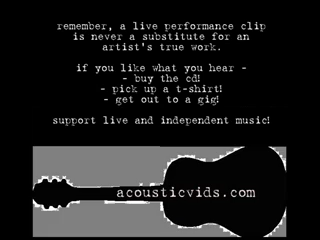 remember, a live performance clip
is never a substitute for an
artist's true work.
if you like what you hear -
- buy the cd!
- pick up a t-shirt!
- get out to a gig!
support live and independent music!
acousticvids.com